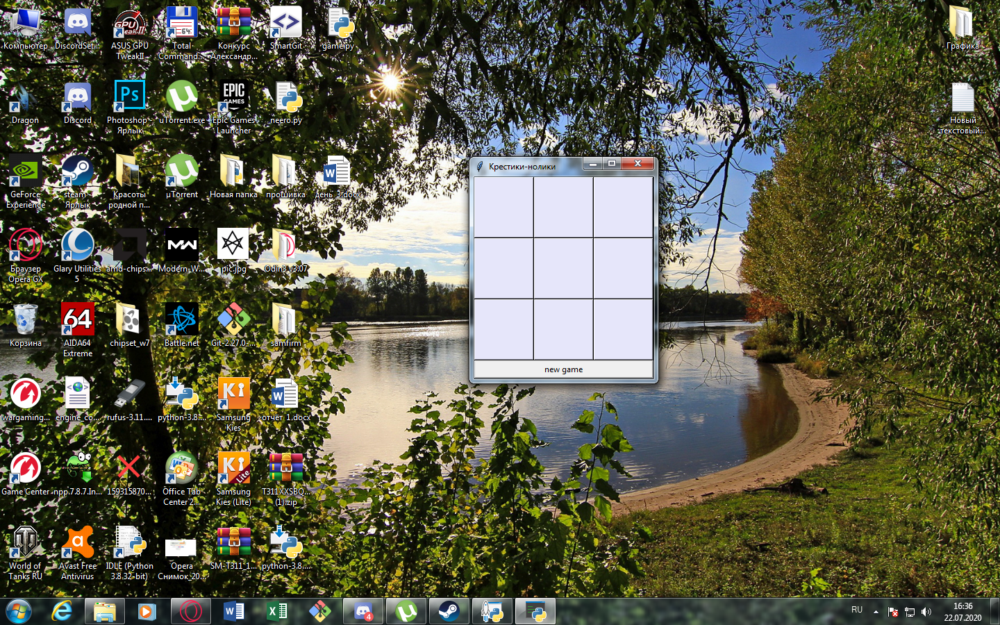 Компьютер
DiscordSet...
ASUS GPU
TweakII
Total
Command...
Конкурс
Александр...
SmartGit
game.py
Графика
Dragon
Discord
Photoshop -
Ярлык
uTorrent.exe
Epic Games
Launcher
neero.py
Новый
текстовый...
GeForce
Experience
steam -
Ярлык
Красоты
родной п...
µTorrent
Новая папка
прошивка
день_3.docx
Крестики-нолики
new game
Браузер
Opera GX
Glary Utilities
5
amd-chips...
Modern-W...
pic.jpg
Odin3 v3.07
Корзина
AIDA64
Extreme
chipset_w7
Battle.net
Git-2.27.0-...
samfirm
wargaming...
engine_co...
rufus-3.11....
python-3.8....
Samsung
Kies
отчёт_1.docx
Game Center
npp.7.8.7.In...
159315870...
Office Tab
Center 2...
Samsung
Kies (Lite)
T311XXSBQ...
(1).zip
World of
Tanks RU
Avast Free
Antivirus
IDLE (Python
3.8 32-bit)
Opera
Снимок_20...
SM-T311_1...
python-3.8....
RU
16:36
22.07.2020